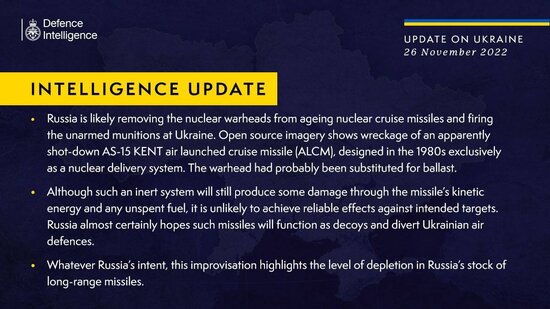 Defence
Intelligence
UPDATE ON UKRAINE
26 November 2022
INTELLIGENCE UPDATE
• Russia is likely removing the nuclear warheads from ageing nuclear cruise missiles and firing
the unarmed munitions at Ukraine. Open source imagery shows wreckage of an apparently
shot-down AS-15 KENT air launched cruise missile (ALCM), designed in the 1980s exclusively
as a nuclear delivery system. The warhead had probably been substituted for ballast.
• Although such an inert system will still produce some damage through the missile's kinetic
energy and any unspent fuel, it is unlikely to achieve reliable effects against intended targets.
Russia almost certainly hopes such missiles will function as decoys and divert Ukrainian air
defences.
• Whatever Russia's intent, this improvisation highlights the level of depletion in Russia's stock of
long-range missiles.